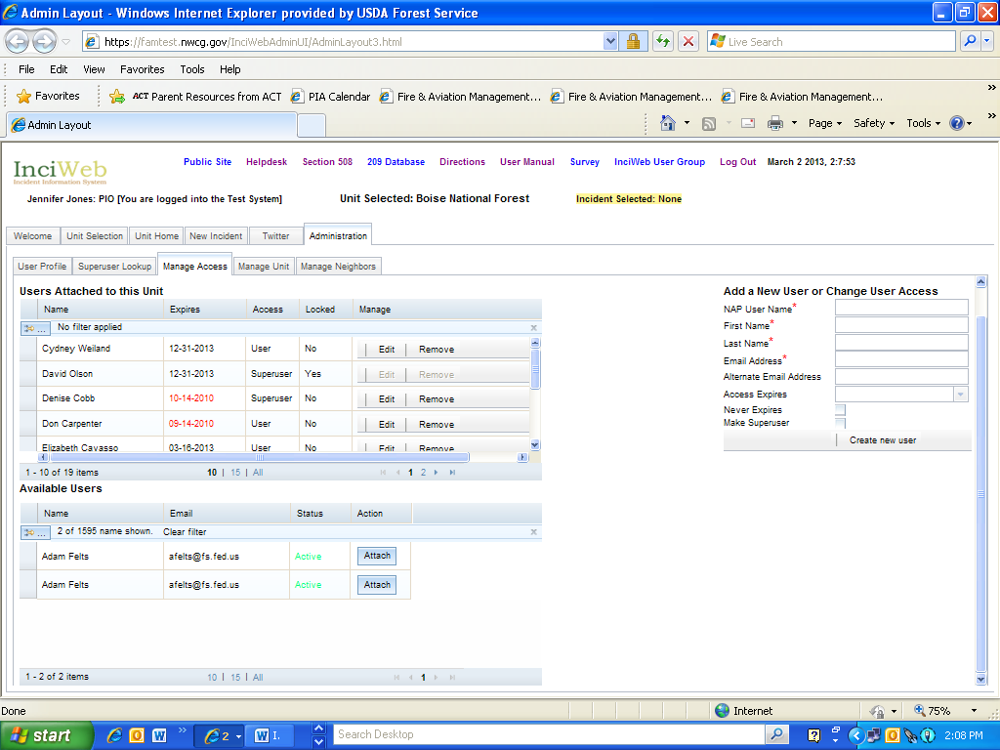 Admin Layout - Windows Internet Explorer provided by USDA Forest Service
https://famtest.nwcg.gov/InciWebAdminUI/AdminLayout3.html
Live Search
File Edit View Favorites Tools Help
Favorites ACT Parent Resources from ACT PIA Calendar Fire & Aviation Management... Fire & Aviation Management... Fire & Aviation Management... »
Admin Layout Page Safety Tools »
InciWeb
Incident Information System
Public Site Helpdesk Section 508 209 Database Directions User Manual Survey InciWeb User Group Log Out March 2 2013, 2:7:53
Jennifer Jones: PIO [You are logged into the Test System] Unit Selected: Boise National Forest Incident Selected: None
Welcome Unit Selection Unit Home New Incident Twitter Administration
User Profile Superuser Lookup Manage Access Manage Unit Manage Neighbors
Users Attached to this Unit
Name Expires Access Locked Manage
... No filter applied x
Cydney Weiland 12-31-2013 User No | Edit | Remove
David Olson 12-31-2013 Superuser Yes | Edit | Remove
Denise Cobb 10-14-2010 Superuser No | Edit | Remove
Don Carpenter 09-14-2010 User No | Edit | Remove
Elizabeth Cavasso 03-16-2013 User No | Edit | Remove
1 - 10 of 19 items 10 | 15 | All 1 2
Available Users
Name Email Status Action
... 2 of 1595 name shown. Clear filter x
Adam Felts afelts@fs.fed.us Active Attach
Adam Felts afelts@fs.fed.us Active Attach
1 - 2 of 2 items 10 | 15 | All 1
Add a New User or Change User Access
NAP User Name*
First Name*
Last Name*
Email Address*
Alternate Email Address
Access Expires
Never Expires
Make Superuser
| Create new user
Done Internet 75%
start » 2 I. Search Desktop 2:08 PM